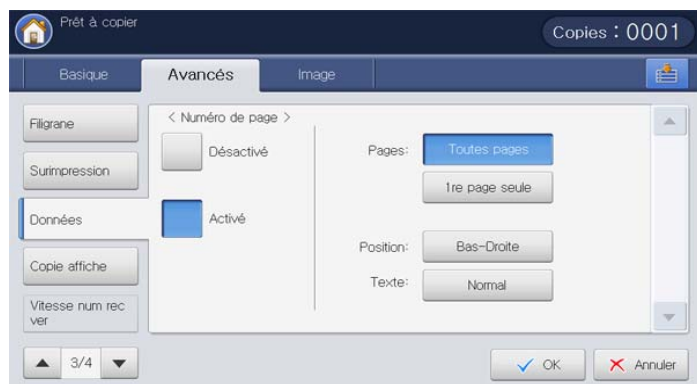 Prêt à copier
Copies : 0001
Basique
Avancés
Image
Filigrane
Surimpression
Données
Copie affiche
Vitesse num rec
ver
3/4
< Numéro de page >
Désactivé
Activé
Pages:
Toutes pages
1re page seule
Position:
Bas-Droite
Texte:
Normal
OK
Annuler